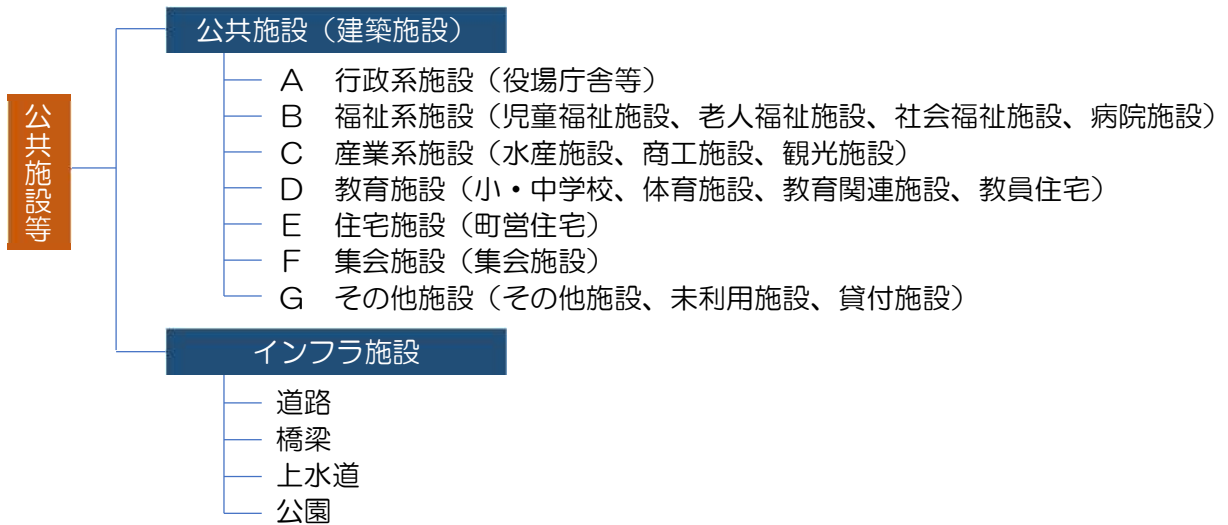 公共施設等
公共施設（建築施設）
A　行政系施設（役場庁舎等）
B　福祉系施設（児童福祉施設、老人福祉施設、社会福祉施設、病院施設）
C　産業系施設（水産施設、商工施設、観光施設）
D　教育施設（小・中学校、体育施設、教育関連施設、教員住宅）
E　住宅施設（町営住宅）
F　集会施設（集会施設）
G　その他施設（その他施設、未利用施設、貸付施設）
インフラ施設
道路
橋梁
上水道
公園